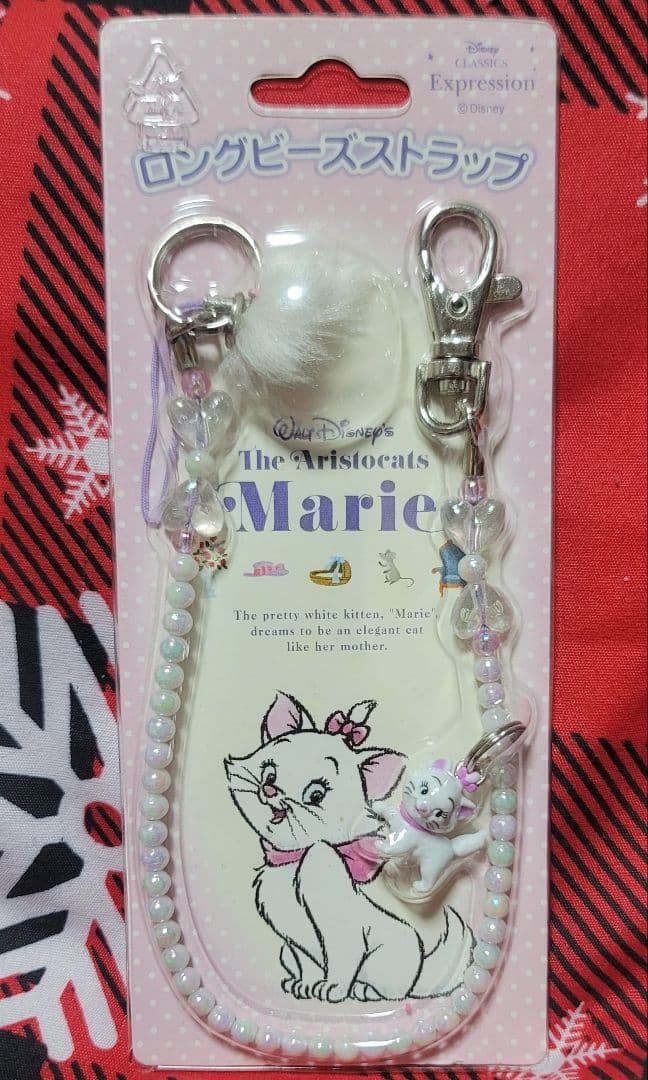 Disney
CLASSICS
Expression
©Disney
ロングビーズストラップ
WALT DISNEY'S
The Aristocats
Marie
The pretty white kitten, "Marie",
dreams to be an elegant cat
like her mother.